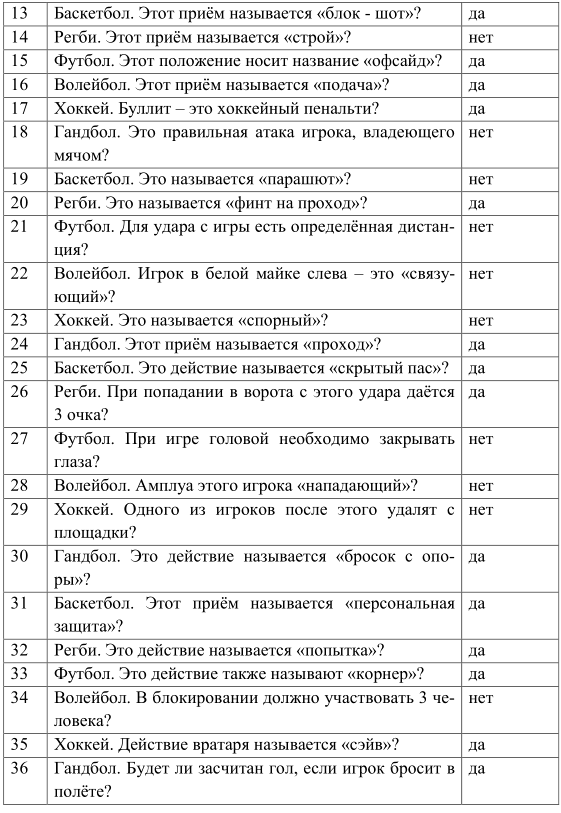 13 Баскетбол. Этот приём называется «блок - шот»? да
14 Регби. Этот приём называется «строй»? нет
15 Футбол. Этот положение носит название «офсайд»? да
16 Волейбол. Этот приём называется «подача»? да
17 Хоккей. Буллит – это хоккейный пенальти? да
18 Гандбол. Это правильная атака игрока, владеющего нет
мячом?
19 Баскетбол. Это называется «парашют»? нет
20 Регби. Это называется «финт на проход»? да
21 Футбол. Для удара с игры есть определённая дистан- нет
ция?
22 Волейбол. Игрок в белой майке слева – это «связу- нет
ющий»?
23 Хоккей. Это называется «спорный»? нет
24 Гандбол. Этот приём называется «проход»? да
25 Баскетбол. Это действие называется «скрытый пас»? да
26 Регби. При попадании в ворота с этого удара даётся да
3 очка?
27 Футбол. При игре головой необходимо закрывать нет
глаза?
28 Волейбол. Амплуа этого игрока «нападающий»? нет
29 Хоккей. Одного из игроков после этого удалят с нет
площадки?
30 Гандбол. Это действие называется «бросок с опо- да
ры»?
31 Баскетбол. Этот приём называется «персональная да
защита»?
32 Регби. Это действие называется «попытка»? да
33 Футбол. Это действие также называют «корнер»? да
34 Волейбол. В блокировании должно участвовать 3 че- нет
ловека?
35 Хоккей. Действие вратаря называется «сэйв»? да
36 Гандбол. Будет ли засчитан гол, если игрок бросит в да
полёте?